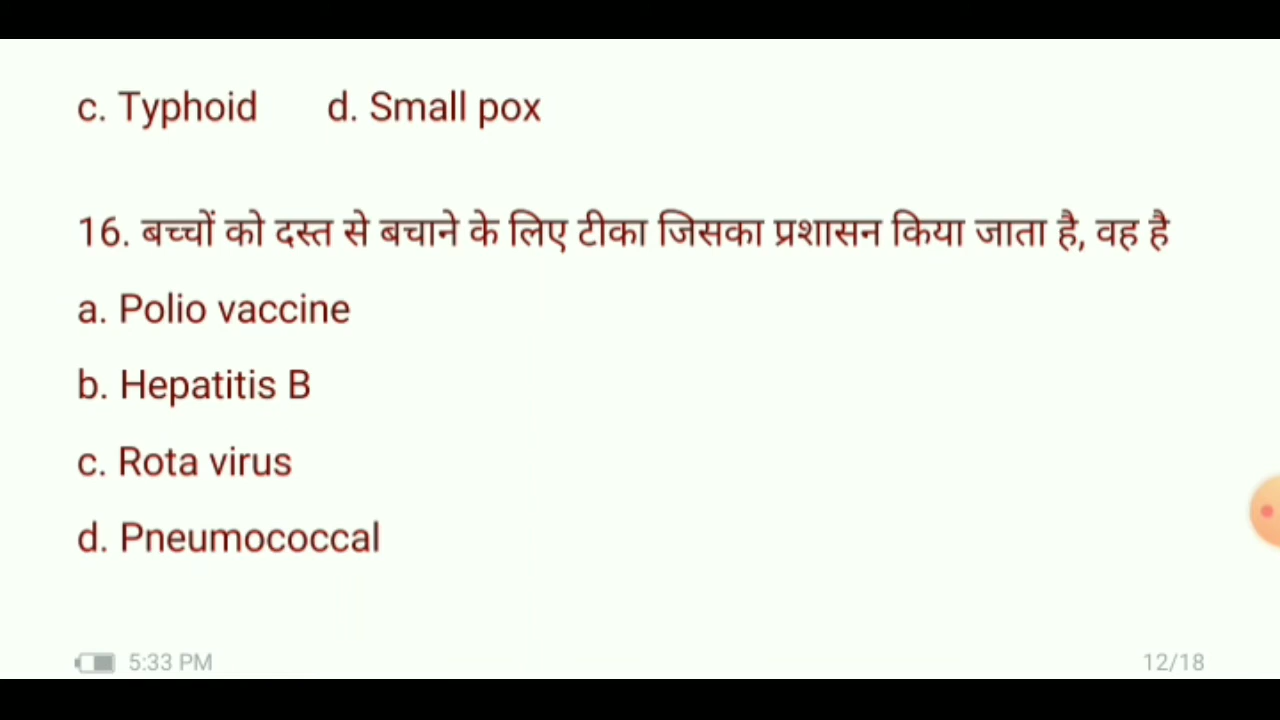 c. Typhoid d. Small pox
16. बच्चों को दस्त से बचाने के लिए टीका जिसका प्रशासन किया जाता है, वह है
a. Polio vaccine
b. Hepatitis B
c. Rota virus
d. Pneumococcal
5:33 PM 12/18